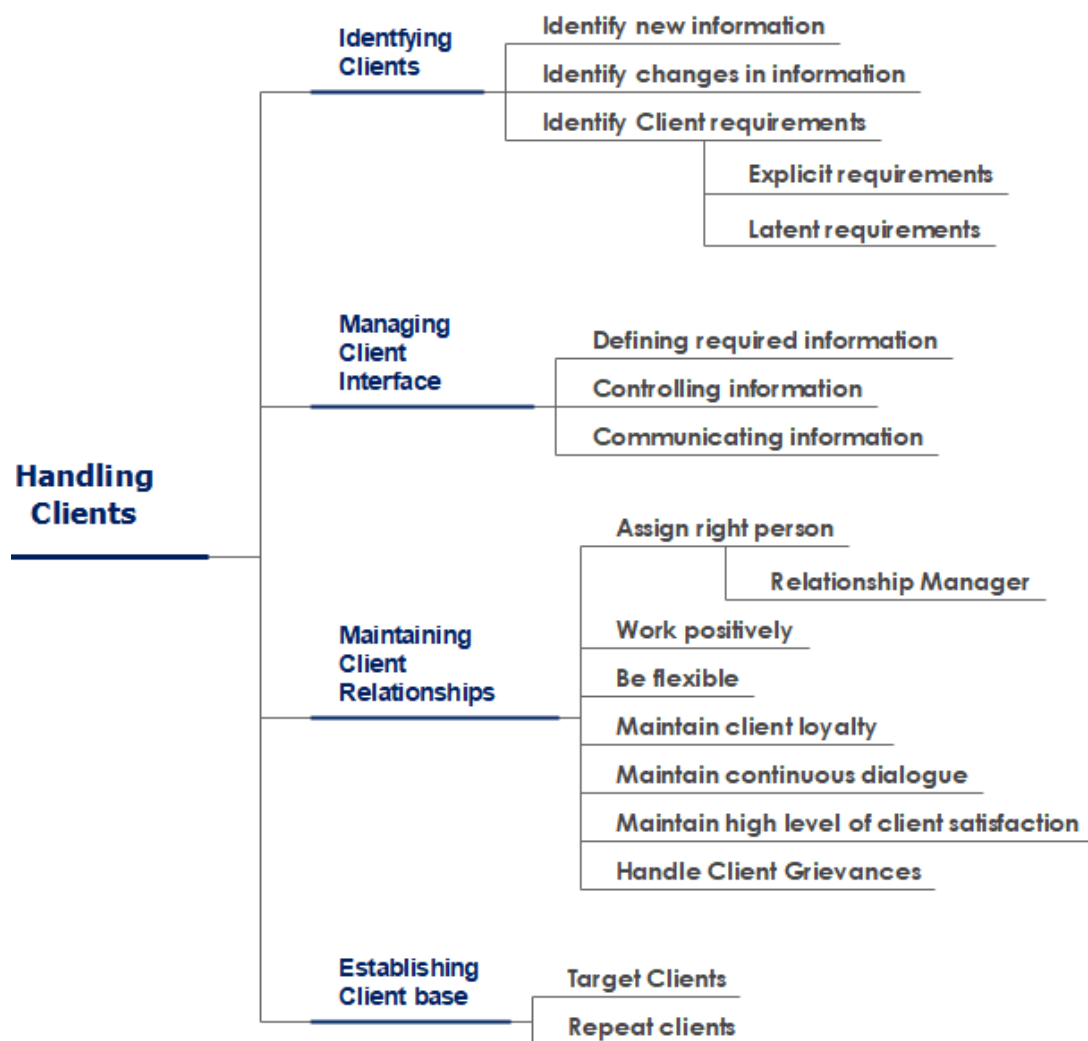 Identfying
Clients
Identify new information
Identify changes in information
Identify Client requirements
Explicit requirements
Latent requirements
Managing
Client
Interface
Defining required information
Controlling information
Communicating information
Handling
Clients
Assign right person
Relationship Manager
Maintaining
Client
Relationships
Work positively
Be flexible
Maintain client loyalty
Maintain continuous dialogue
Maintain high level of client satisfaction
Handle Client Grievances
Establishing
Client base
Target Clients
Repeat clients